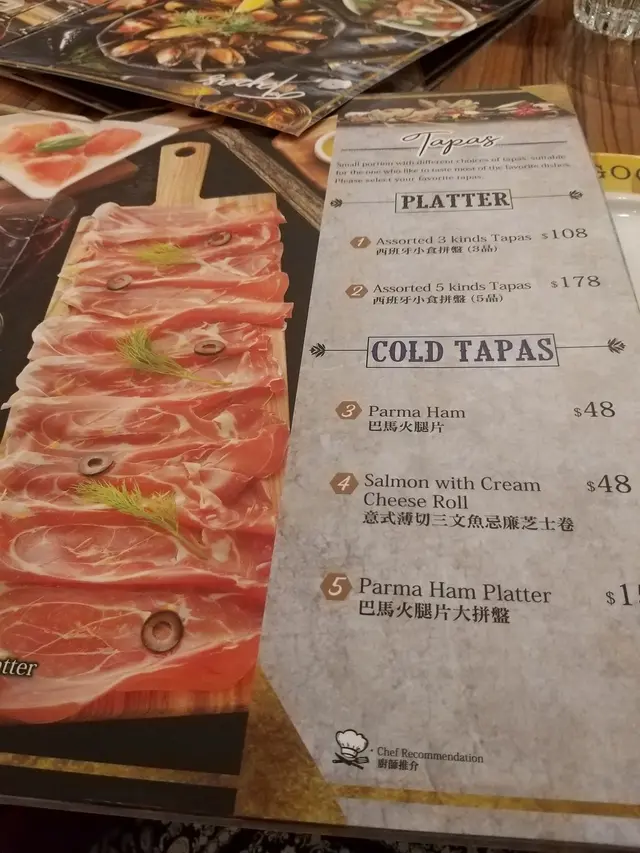 Tapas
Small portion with different choices of tapas, suitable
for the one who like to taste most of the favorite dishes.
Please select your favorite tapas.
PLATTER
1 Assorted 3 kinds Tapas $108
西班牙小食拼盤 (3品)
2 Assorted 5 kinds Tapas $178
西班牙小食拼盤 (5品)
COLD TAPAS
3 Parma Ham $48
巴馬火腿片
4 Salmon with Cream $48
Cheese Roll
意式薄切三文魚忌廉芝士卷
5 Parma Ham Platter
巴馬火腿片大拼盤
Chef Recommendation
廚師推介